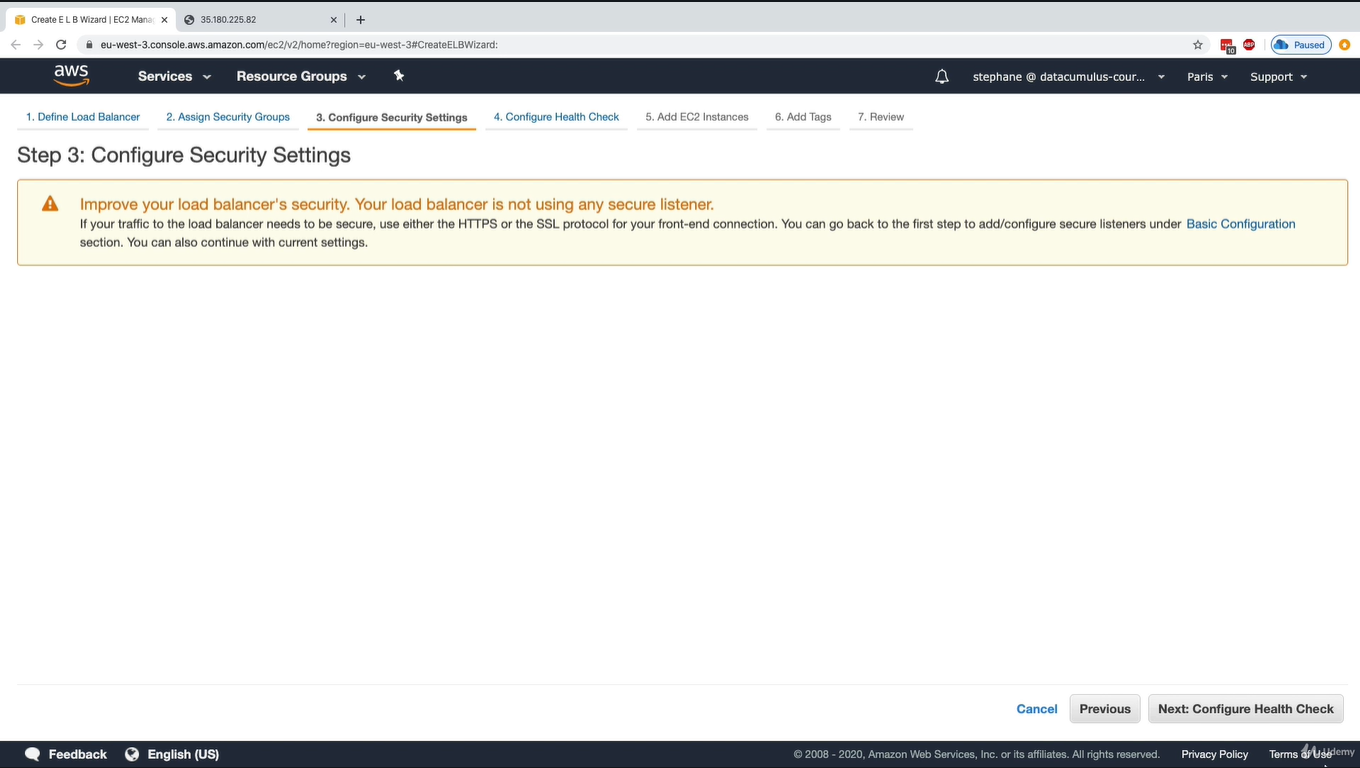 Create E L B Wizard | EC2 Mana
35.180.225.82
eu-west-3.console.aws.amazon.com/ec2/v2/home?region=eu-west-3#CreateELBWizard:
10
ABP
Paused
aws
Services
Resource Groups
stephane @ datacumulus-cour...
Paris
Support
1. Define Load Balancer
2. Assign Security Groups
3. Configure Security Settings
4. Configure Health Check
5. Add EC2 Instances
6. Add Tags
7. Review
Step 3: Configure Security Settings
Improve your load balancer's security. Your load balancer is not using any secure listener.
If your traffic to the load balancer needs to be secure, use either the HTTPS or the SSL protocol for your front-end connection. You can go back to the first step to add/configure secure listeners under Basic Configuration
section. You can also continue with current settings.
Cancel
Previous
Next: Configure Health Check
Feedback
English (US)
© 2008 - 2020, Amazon Web Services, Inc. or its affiliates. All rights reserved.
Privacy Policy
Terms of Use
Udemy